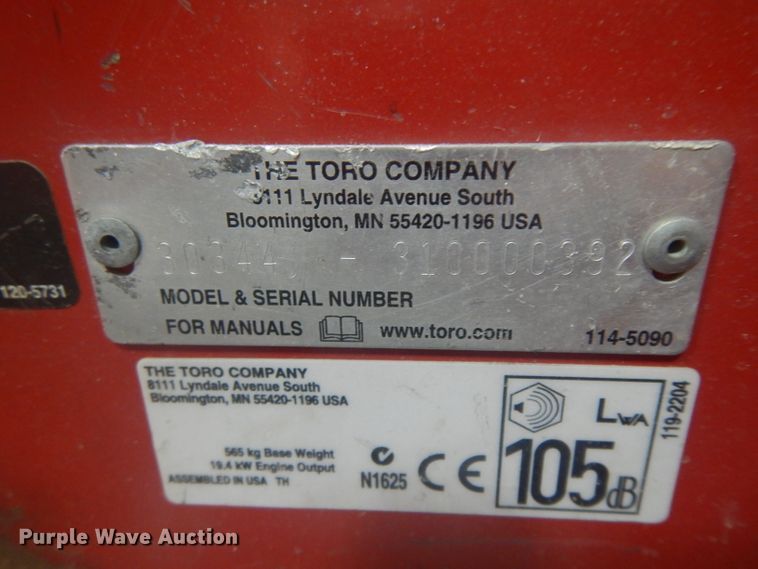 THE TORO COMPANY
8111 Lyndale Avenue South
Bloomington, MN 55420-1196 USA
310000392
MODEL & SERIAL NUMBER
FOR MANUALS www.toro.com 114-5090
120-5731
THE TORO COMPANY
8111 Lyndale Avenue South
Bloomington, MN 55420-1196 USA
565 kg Base Weight
19.4 kW Engine Output
ASSEMBLED IN USA TH
N1625
CE
LWA
105 dB
119-2204
Purple Wave Auction